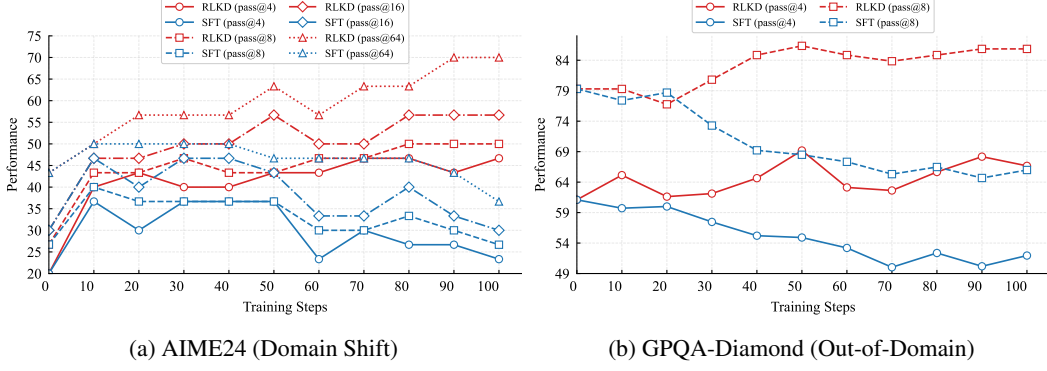 RLKD (pass@4) RLKD (pass@16)
SFT (pass@4) SFT (pass@16)
RLKD (pass@8) RLKD (pass@64)
SFT (pass@8) SFT (pass@64)
Performance
75
70
65
60
55
50
45
40
35
30
25
20
0 10 20 30 40 50 60 70 80 90 100
Training Steps
(a) AIME24 (Domain Shift)
RLKD (pass@4) RLKD (pass@8)
SFT (pass@4) SFT (pass@8)
Performance
84
79
74
69
64
59
54
49
0 10 20 30 40 50 60 70 80 90 100
Training Steps
(b) GPQA-Diamond (Out-of-Domain)